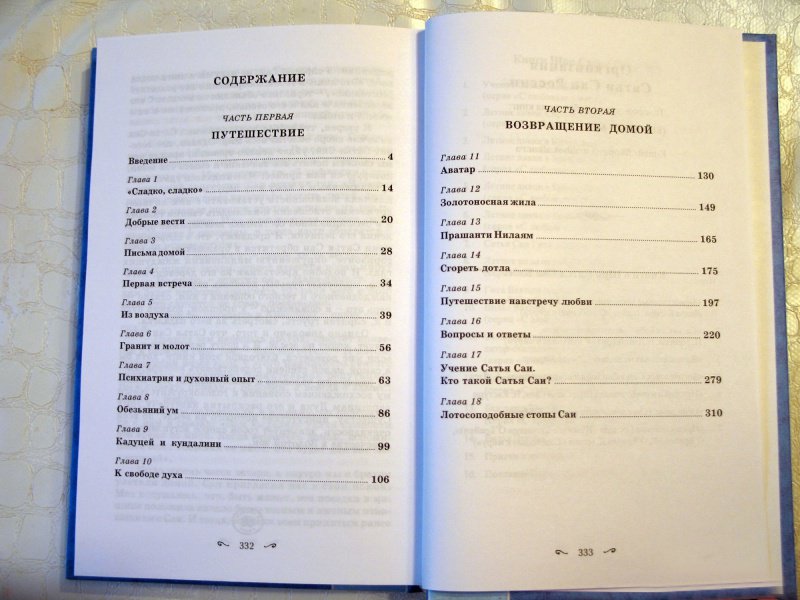 СОДЕРЖАНИЕ
ЧАСТЬ ПЕРВАЯ
ПУТЕШЕСТВИЕ
Введение 4
Глава 1
«Сладко, сладко» 14
Глава 2
Добрые вести 20
Глава 3
Письма домой 28
Глава 4
Первая встреча 34
Глава 5
Из воздуха 39
Глава 6
Гранит и молот 56
Глава 7
Психиатрия и духовный опыт 63
Глава 8
Обезьяний ум 86
Глава 9
Кадуцей и кундалини 99
Глава 10
К свободе духа 106
332
ЧАСТЬ ВТОРАЯ
ВОЗВРАЩЕНИЕ ДОМОЙ
Глава 11
Аватар 130
Глава 12
Золотоносная жила 149
Глава 13
Прашанти Нилаям 165
Глава 14
Сгореть дотла 175
Глава 15
Путешествие навстречу любви 197
Глава 16
Вопросы и ответы 220
Глава 17
Учение Сатья Саи.
Кто такой Сатья Саи? 279
Глава 18
Лотосоподобные стопы Саи 310
333